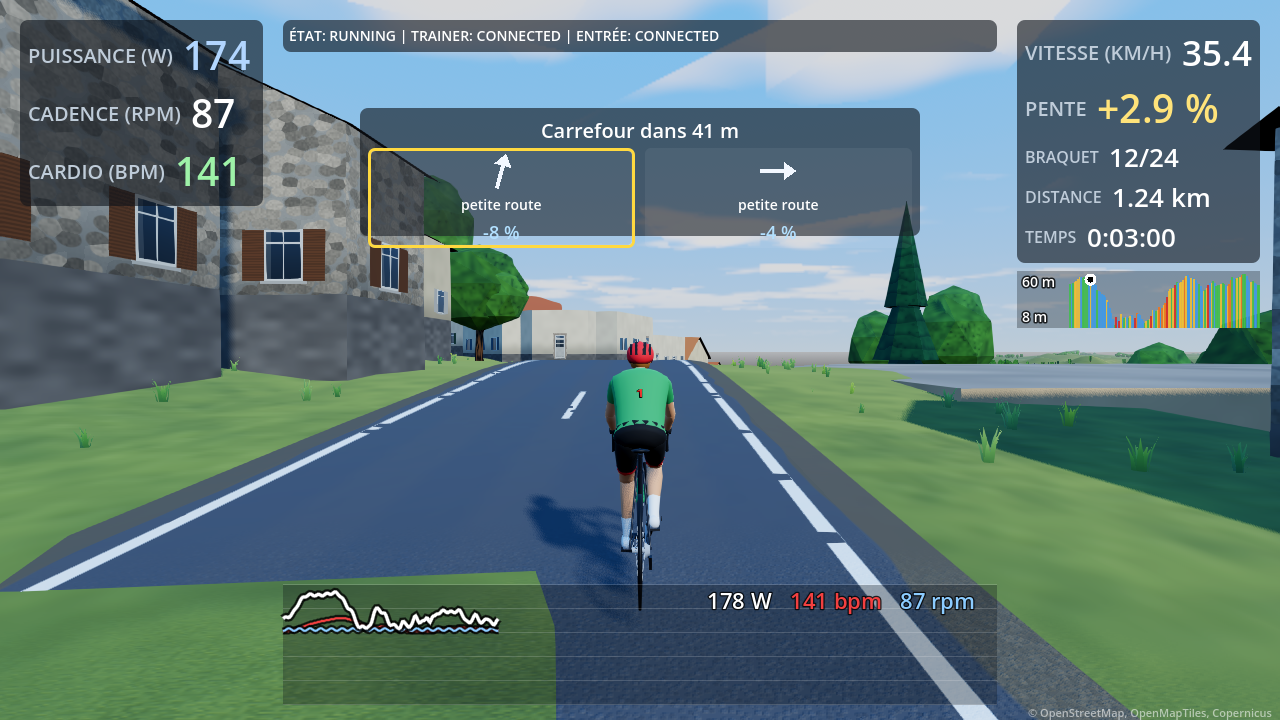 PUISSANCE (W) 174
CADENCE (RPM) 87
CARDIO (BPM) 141
ÉTAT: RUNNING | TRAINER: CONNECTED | ENTRÉE: CONNECTED
Carrefour dans 41 m
petite route
-8 %
petite route
-4 %
VITESSE (KM/H) 35.4
PENTE +2.9 %
BRAQUET 12/24
DISTANCE 1.24 km
TEMPS 0:03:00
60 m
8 m
1
178 W 141 bpm 87 rpm
© OpenStreetMap, OpenMapTiles, Copernicus